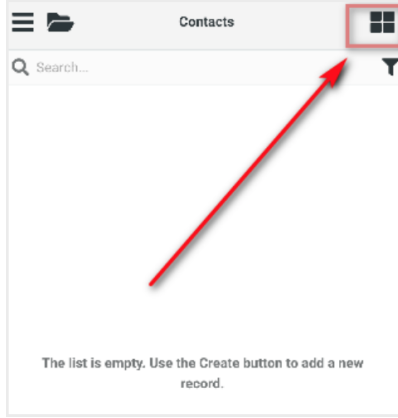 Contacts
Search...
The list is empty. Use the Create button to add a new
record.